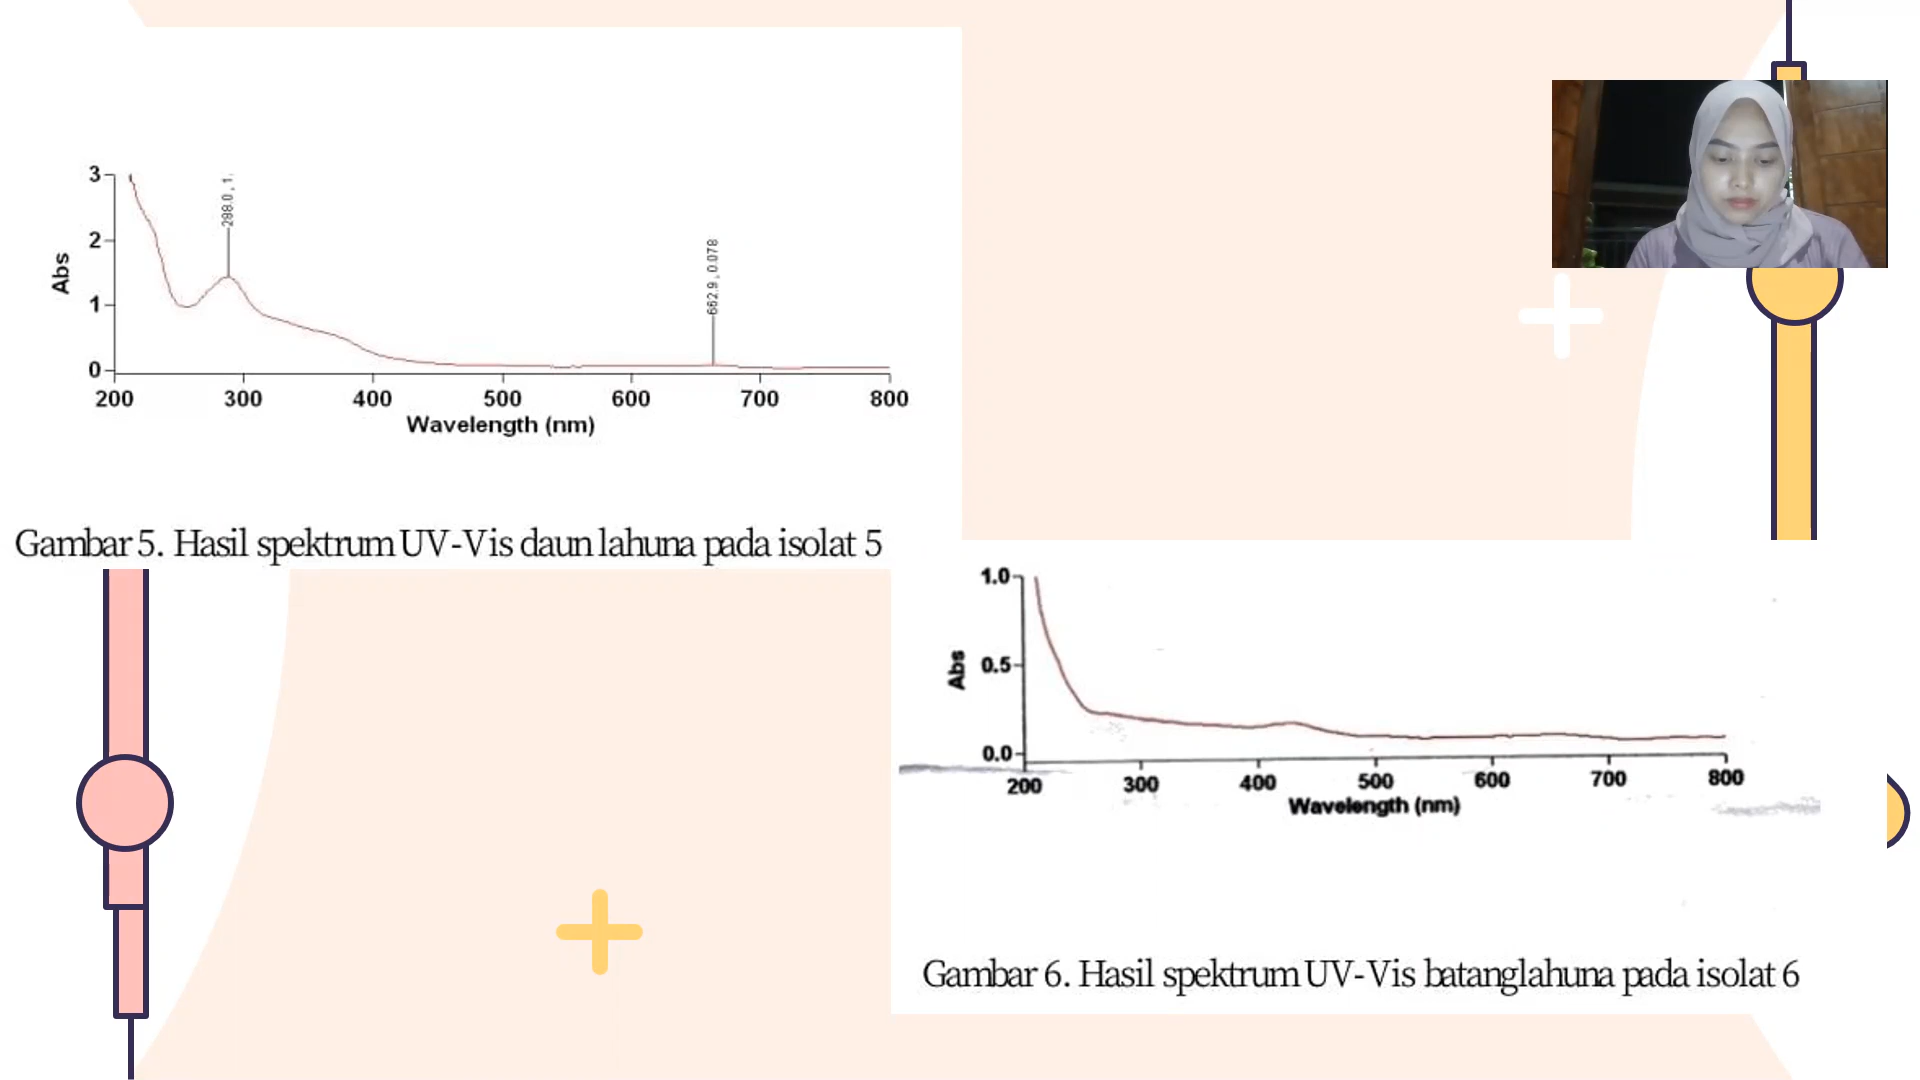 3
2
1
0
Abs
288.0 , 1.
662.9 , 0.078
200 300 400 500 600 700 800
Wavelength (nm)
Gambar 5. Hasil spektrum UV-Vis daun lahuna pada isolat 5
1.0
0.5
0.0
Abs
200 300 400 500 600 700 800
Wavelength (nm)
Gambar 6. Hasil spektrum UV-Vis batanglahuna pada isolat 6